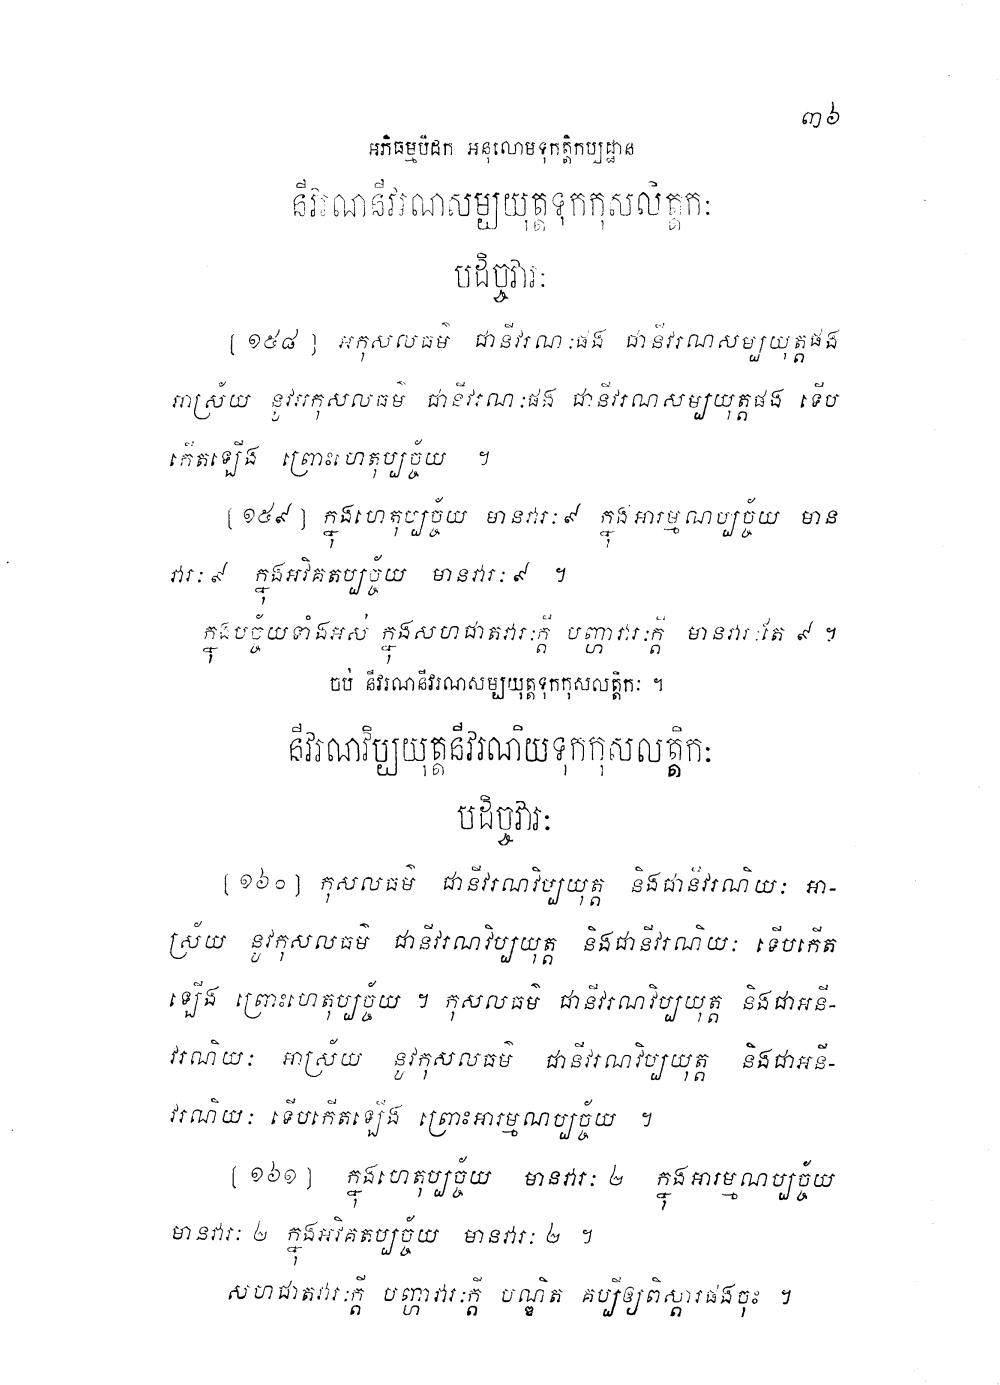 ៣៦
អភិធម្មបិដក អនុលោមទុកត្តិកប្បដ្ឋាន
នីវរណនីវរណសម្បយុត្តទុកកុសលត្តិកៈ
បដិច្ចវារៈ
[ ១៥៨ ] អកុសលធម៌ ជានីវរណៈផង ជានីវរណសម្បយុត្តផង
អាស្រ័យ នូវអកុសលធម៌ ជានីវរណៈផង ជានីវរណសម្បយុត្តផង ទើប
កើតឡើង ព្រោះហេតុប្បច្ច័យ ។
[ ១៥៩ ] ក្នុងហេតុប្បច្ច័យ មានវារៈ ៩ ក្នុងអារម្មណប្បច្ច័យ មាន
វារៈ ៩ ក្នុងអវិគតប្បច្ច័យ មានវារៈ ៩ ។
ក្នុងបច្ច័យទាំងអស់ ក្នុងសហជាតវារៈក្តី បញ្ហាវារៈក្តី មានវារៈតែ ៩ ។
ចប់ នីវរណនីវរណសម្បយុត្តទុកកុសលត្តិកៈ ។
នីវរណវិប្បយុត្តនីវរណិយទុកកុសលត្តិកៈ
បដិច្ចវារៈ
[ ១៦០ ] កុសលធម៌ ជានីវរណវិប្បយុត្ត និងជានីវរណិយៈ អា-
ស្រ័យ នូវកុសលធម៌ ជានីវរណវិប្បយុត្ត និងជានីវរណិយៈ ទើបកើត
ឡើង ព្រោះហេតុប្បច្ច័យ ។ កុសលធម៌ ជានីវរណវិប្បយុត្ត និងជាអនី-
វរណិយៈ អាស្រ័យ នូវកុសលធម៌ ជានីវរណវិប្បយុត្ត និងជាអនី-
វរណិយៈ ទើបកើតឡើង ព្រោះអារម្មណប្បច្ច័យ ។
[ ១៦១ ] ក្នុងហេតុប្បច្ច័យ មានវារៈ ២ ក្នុងអារម្មណប្បច្ច័យ
មានវារៈ ២ ក្នុងអវិគតប្បច្ច័យ មានវារៈ ២ ។
សហជាតវារៈក្តី បញ្ហាវារៈក្តី បណ្ឌិត គប្បីឲ្យពិស្តារផងចុះ ។